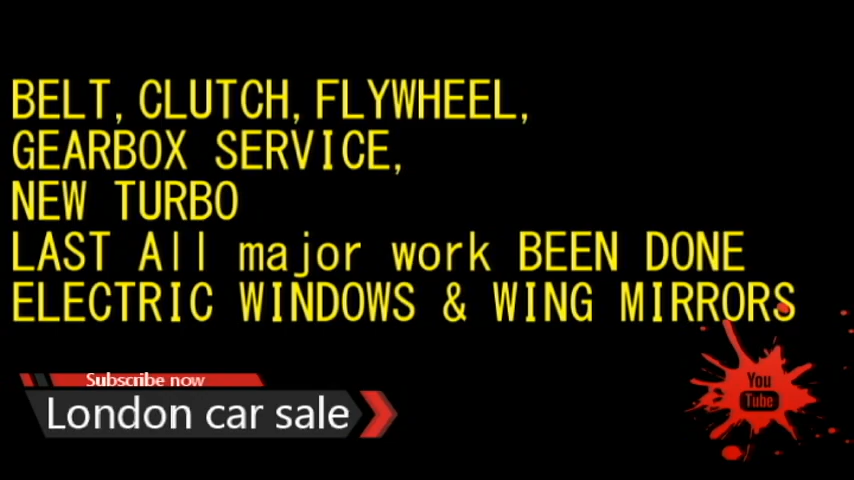 BELT,CLUTCH,FLYWHEEL,
GEARBOX SERVICE,
NEW TURBO
LAST All major work BEEN DONE
ELECTRIC WINDOWS & WING MIRRORS
Subscribe now
London car sale
You
Tube